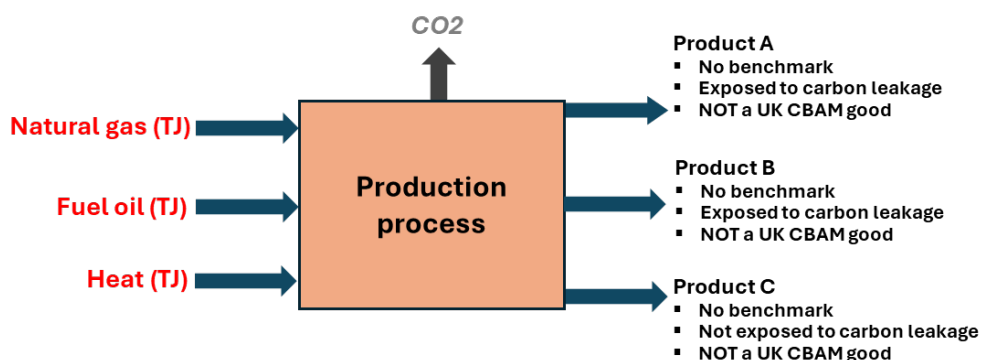 CO2
Natural gas (TJ)
Fuel oil (TJ)
Heat (TJ)
Production
process
Product A
▪ No benchmark
▪ Exposed to carbon leakage
▪ NOT a UK CBAM good
Product B
▪ No benchmark
▪ Exposed to carbon leakage
▪ NOT a UK CBAM good
Product C
▪ No benchmark
▪ Not exposed to carbon leakage
▪ NOT a UK CBAM good